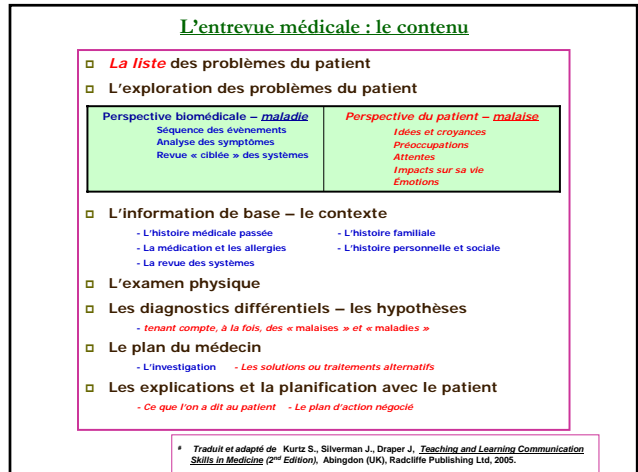 L'entrevue médicale : le contenu
La liste des problèmes du patient
L'exploration des problèmes du patient
Perspective biomédicale – maladie
Séquence des évènements
Analyse des symptômes
Revue « ciblée » des systèmes
Perspective du patient – malaise
Idées et croyances
Préoccupations
Attentes
Impacts sur sa vie
Émotions
L'information de base – le contexte
- L'histoire médicale passée
- L'histoire familiale
- La médication et les allergies
- L'histoire personnelle et sociale
- La revue des systèmes
L'examen physique
Les diagnostics différentiels – les hypothèses
- tenant compte, à la fois, des « malaises » et « maladies »
Le plan du médecin
- L'investigation - Les solutions ou traitements alternatifs
Les explications et la planification avec le patient
- Ce que l'on a dit au patient - Le plan d'action négocié
* Traduit et adapté de Kurtz S., Silverman J., Draper J, Teaching and Learning Communication
Skills in Medicine (2nd Edition), Abingdon (UK), Radcliffe Publishing Ltd, 2005.